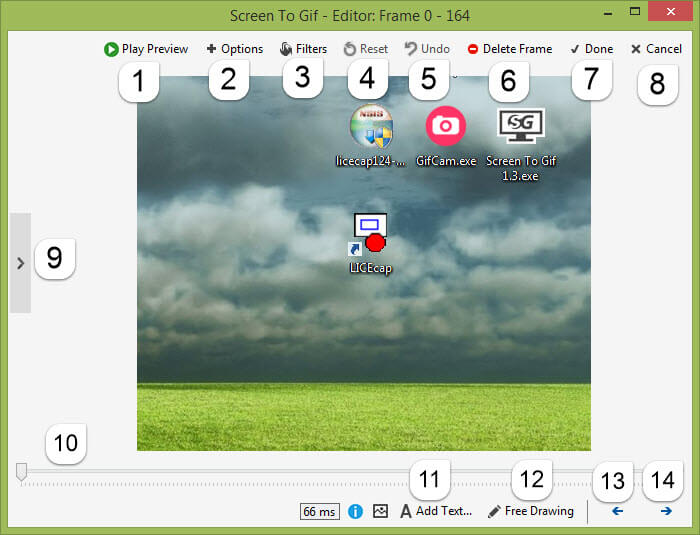 Screen To Gif - Editor: Frame 0 - 164
Play Preview Options Filters Reset Undo Delete Frame Done Cancel
1 2 3 4 5 6 7 8
NSIS SG
licecap124-... GifCam.exe Screen To Gif
1.3.exe
9
LICEcap
10
11 12 13 14
66 ms i A Add Text... Free Drawing